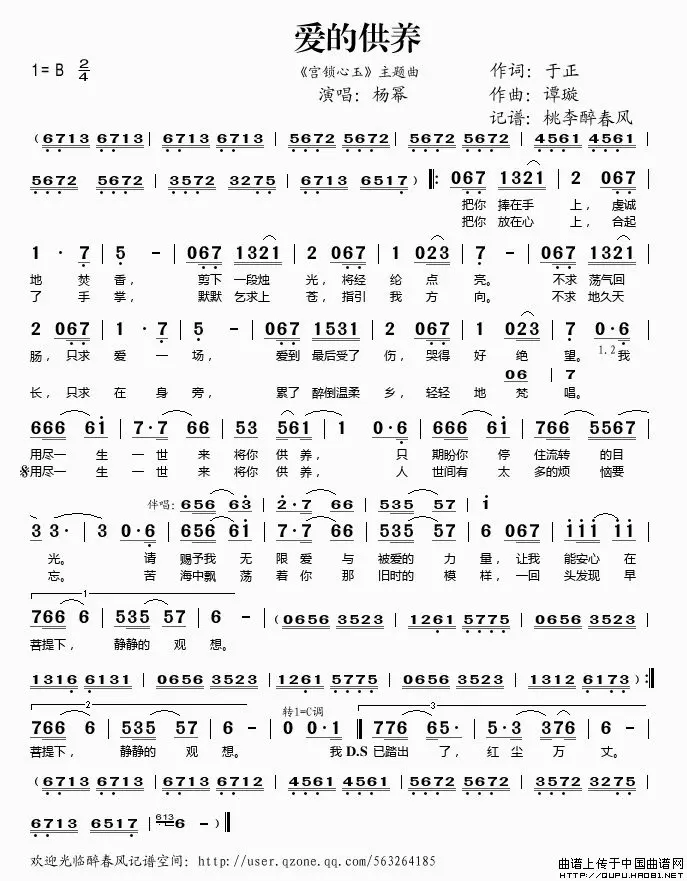 爱的供养
1= B 2/4
《宫锁心玉》主题曲
作词：于正
演唱：杨幂
作曲：谭璇
记谱：桃李醉春风
( 6713 6713 | 6713 6713 | 5672 5672 | 5672 5672 | 4561 4561 |
5672 5672 | 3572 3275 | 6713 6517 ) ‖: 067 1321 | 2 067 |
把你 捧在手 上，虔诚
把你 放在心 上，合起
1 · 7 | 5 - | 067 1321 | 2 067 | 1 023 | 7 - | 067 1321 |
地 焚 香，剪下 一段烛 光，将经 纶 点 亮。 不求 荡气回
了 手 掌，默默 乞求上 苍，指引 我 方 向。 不求 地久天
2 067 | 1 · 7 | 5 - | 067 1531 | 2 067 | 1 023 | 7 0·6 |
肠，只求 爱 一 场， 爱到 最后受了 伤，哭得 好 绝 望。 1.2 我
06 | 7
长，只求 在 身 旁， 累了 醉倒温柔 乡，轻轻 地 梵 唱。
666 6i | 7·7 66 | 53 561 | 1 0·6 | 666 6i | 766 5567 |
用尽一 生 一世 来 将你 供 养， 只 期盼你 停 住流转 的目
𝄋用尽一 生 一世 来 将你 供 养， 人 世间有 太 多的烦 恼要
伴唱：656 63 | 2·7 66 | 535 57 | i
3 3· | 3 0·6 | 656 6i | 7·7 66 | 535 57 | 6 067 | iii 1i |
光。 请 赐予我 无 限 爱 与 被爱的 力 量，让我 能安心 在
忘。 苦 海中飘 荡 着 你 那 旧时的 模 样，一回 头发现 早
1
766 6 | 535 57 | 6 - | (0656 3523 | 1261 5775 | 0656 3523 |
菩提下， 静静的 观 想。
1316 6131 | 0656 3523 | 1261 5775 | 0656 3523 | 1312 6173 ) :‖
2 转1=C调 3
766 6 | 535 57 | 6 - | 0 0·1 ‖ 776 65· | 5·3 376 | 6 - |
菩提下， 静静的 观 想。 我 D.S 已踏出 了，红 尘 万 丈。
( 6713 6713 | 6713 6712 | 4561 4561 | 5672 5672 | 3572 3275 |
6713 6517 | 613 6 - ) ‖
欢迎光临醉春风记谱空间：http://user.qzone.qq.com/563264185
曲谱上传于中国曲谱网
HTTP://QUPU.HAO81.NET